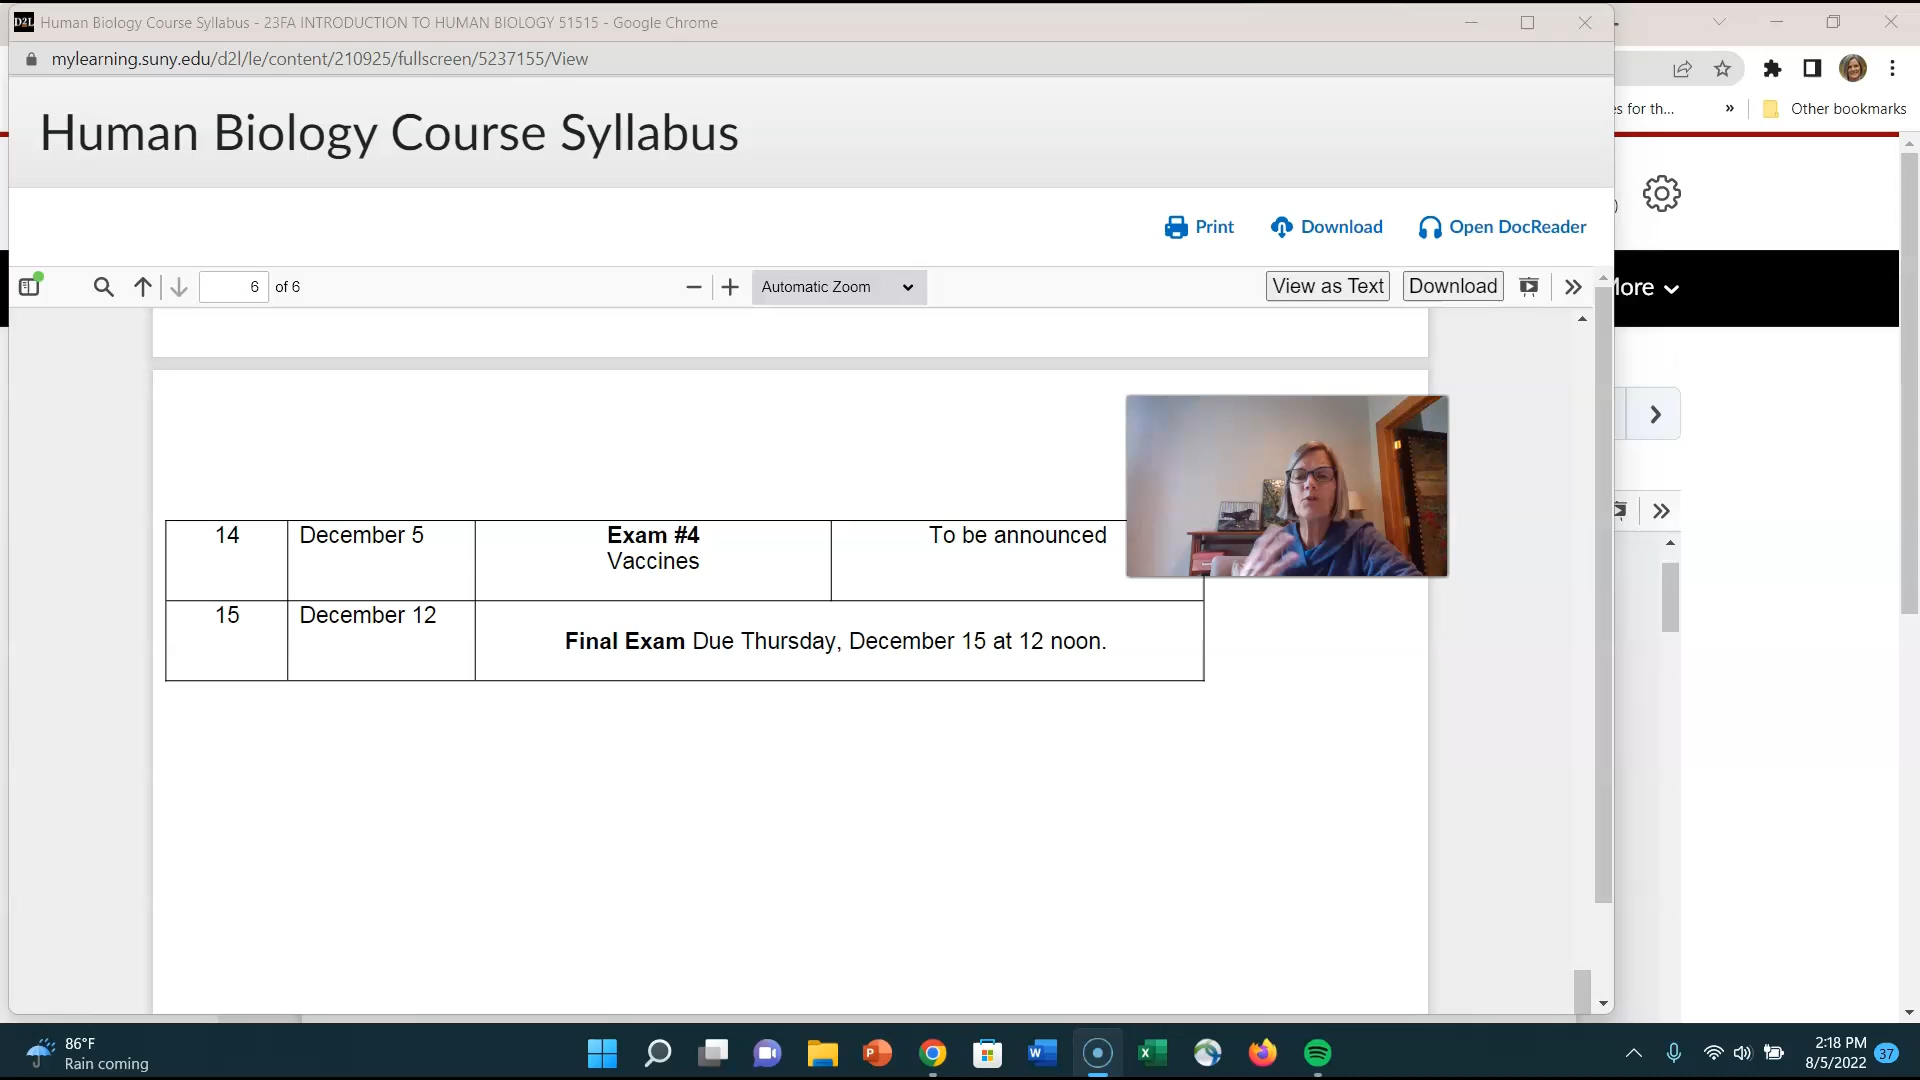 D2L Human Biology Course Syllabus - 23FA INTRODUCTION TO HUMAN BIOLOGY 51515 - Google Chrome
mylearning.suny.edu/d2l/le/content/210925/fullscreen/5237155/View
es for th... » Other bookmarks
Human Biology Course Syllabus
Print Download Open DocReader
6 of 6 Automatic Zoom View as Text Download
More
14 December 5 Exam #4 To be announced
Vaccines
15 December 12
Final Exam Due Thursday, December 15 at 12 noon.
86°F
Rain coming
2:18 PM
8/5/2022 37